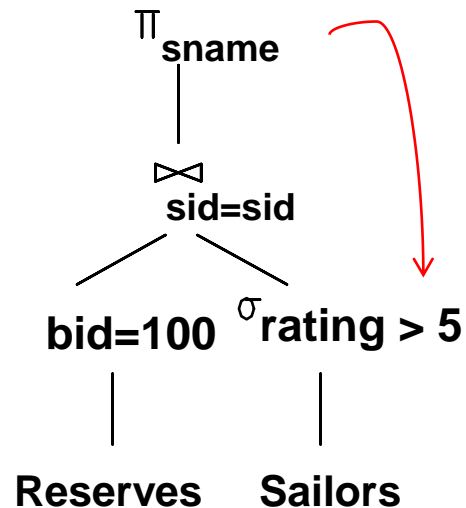 π sname
⋈
sid=sid
bid=100 σ rating > 5
Reserves Sailors